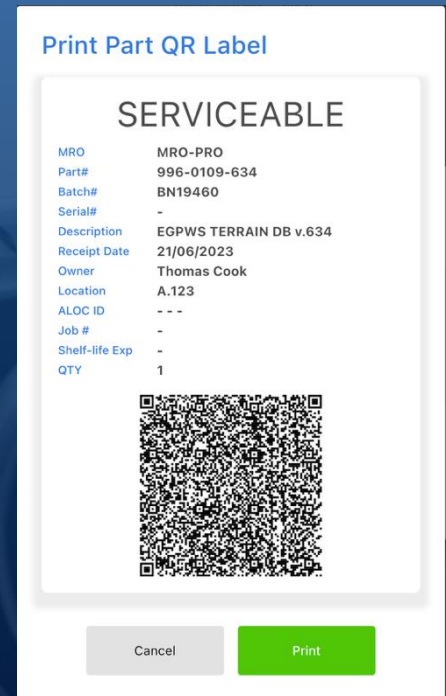 Print Part QR Label
SERVICEABLE
MRO MRO-PRO
Part# 996-0109-634
Batch# BN19460
Serial# -
Description EGPWS TERRAIN DB v.634
Receipt Date 21/06/2023
Owner Thomas Cook
Location A.123
ALOC ID - - -
Job # -
Shelf-life Exp -
QTY 1
Cancel Print